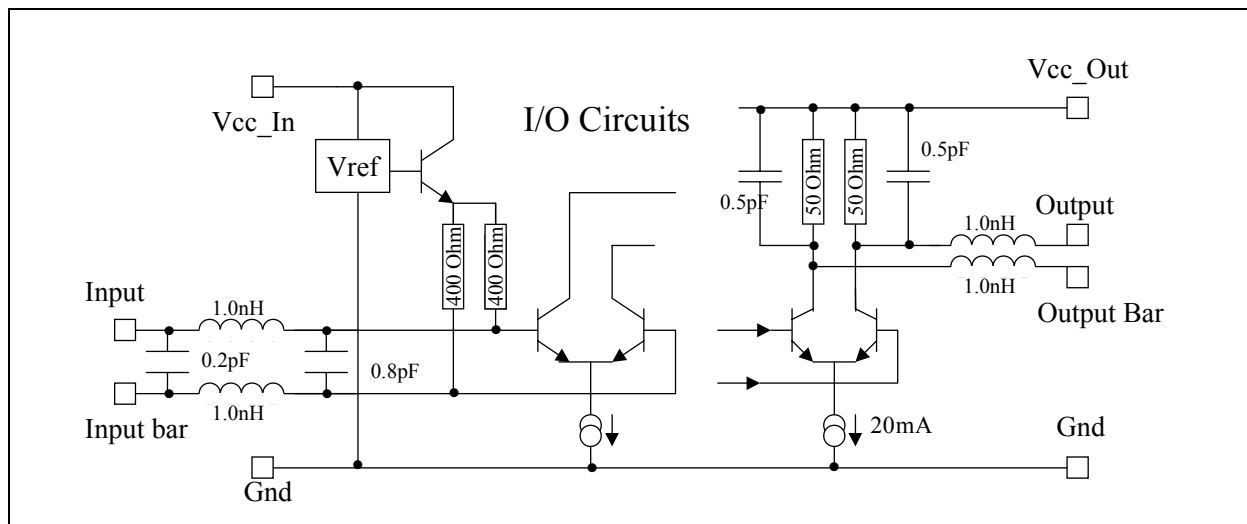 Vcc_Out
Vcc_In
I/O Circuits
0.5pF
Vref
50 Ohm
50 Ohm
0.5pF
Output
1.0nH
400 Ohm
400 Ohm
Input
1.0nH
1.0nH
Output Bar
0.2pF
0.8pF
1.0nH
Input bar
20mA
Gnd
Gnd